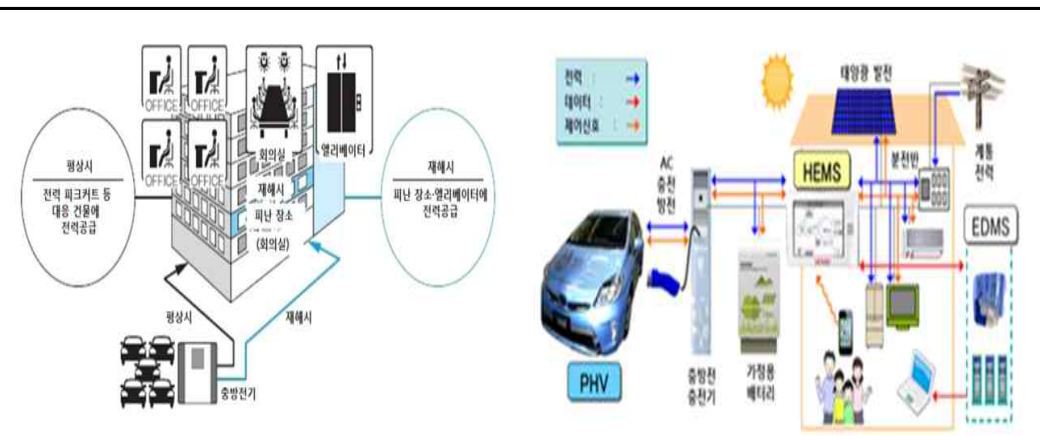 OFFICE
OFFICE
OFFICE
OFFICE
회의실
엘리베이터
평상시
전력 피크커트 등
대응 건물에
전력공급
재해시
피난 장소
(회의실)
재해시
피난 장소·엘리베이터에
전력공급
평상시
재해시
충방전기
전력 :
데이터 :
제어신호 :
태양광 발전
AC
충전
방전
HEMS
분전반
계통
전력
EDMS
PHV
충방전
충전기
가정용
배터리